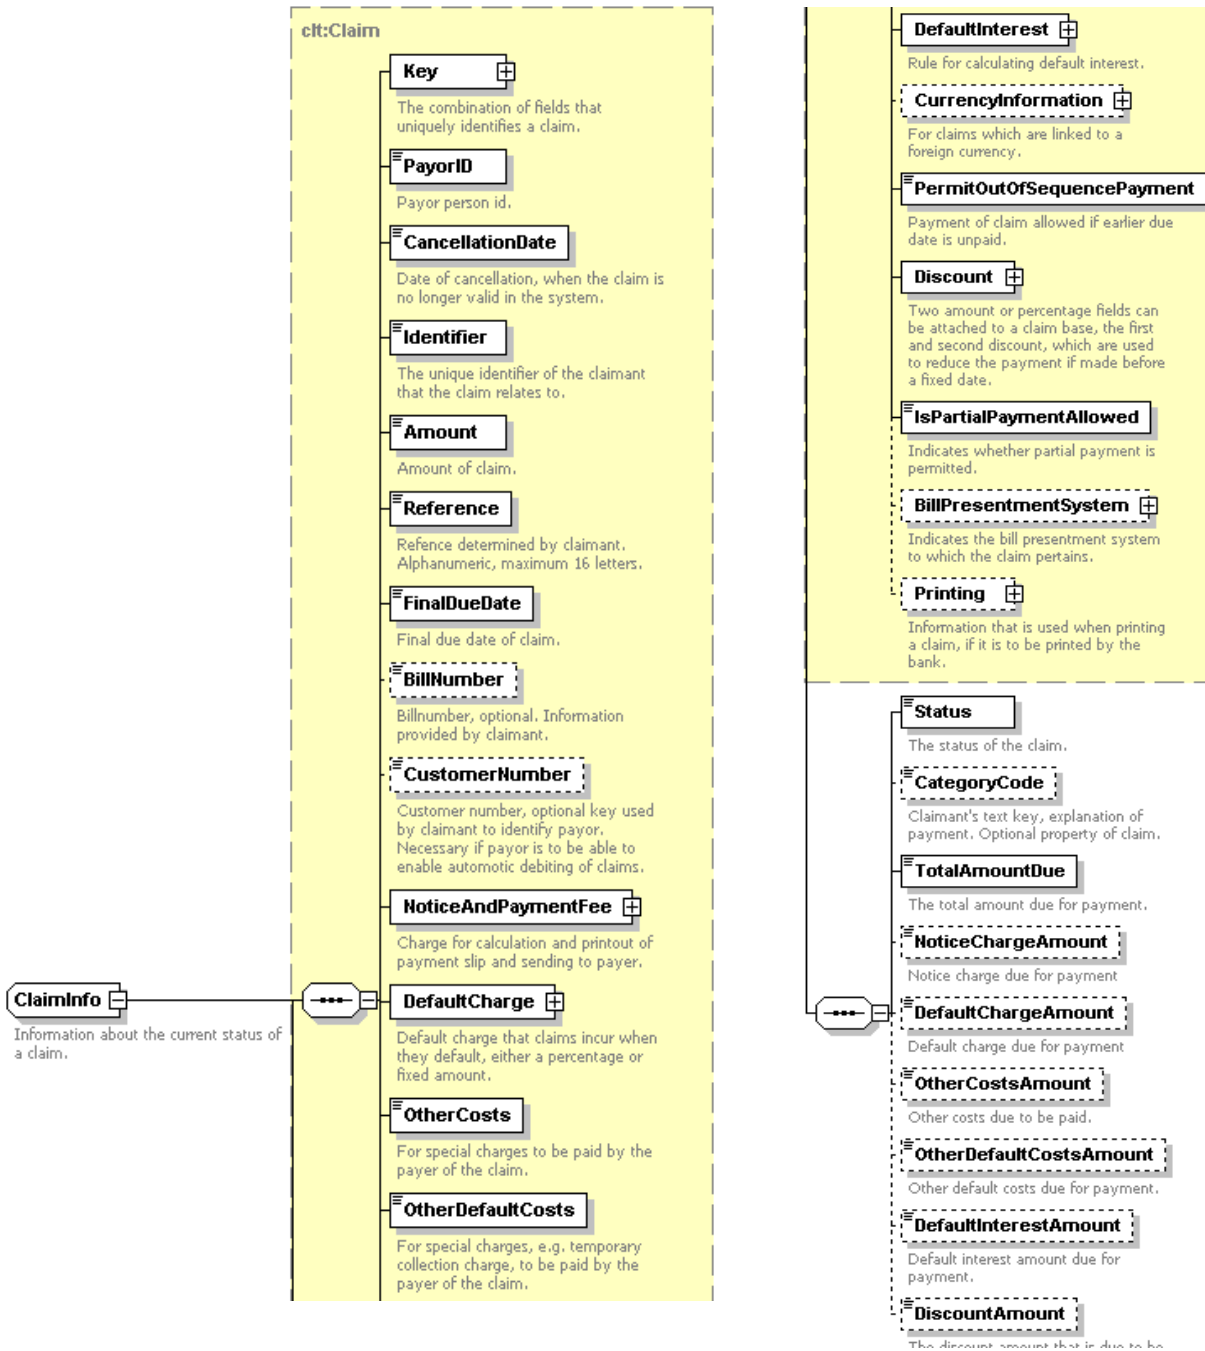 clt:Claim
Key
The combination of fields that
uniquely identifies a claim.
PayorID
Payor person id.
CancellationDate
Date of cancellation, when the claim is
no longer valid in the system.
Identifier
The unique identifier of the claimant
that the claim relates to.
Amount
Amount of claim.
Reference
Refence determined by claimant.
Alphanumeric, maximum 16 letters.
FinalDueDate
Final due date of claim.
BillNumber
Billnumber, optional. Information
provided by claimant.
CustomerNumber
Customer number, optional key used
by claimant to identify payor.
Necessary if payor is to be able to
enable automotic debiting of claims.
NoticeAndPaymentFee
Charge for calculation and printout of
payment slip and sending to payer.
ClaimInfo
Information about the current status of
a claim.
DefaultCharge
Default charge that claims incur when
they default, either a percentage or
fixed amount.
OtherCosts
For special charges to be paid by the
payer of the claim.
OtherDefaultCosts
For special charges, e.g. temporary
collection charge, to be paid by the
payer of the claim.
DefaultInterest
Rule for calculating default interest.
CurrencyInformation
For claims which are linked to a
foreign currency.
PermitOutOfSequencePayment
Payment of claim allowed if earlier due
date is unpaid.
Discount
Two amount or percentage fields can
be attached to a claim base, the first
and second discount, which are used
to reduce the payment if made before
a fixed date.
IsPartialPaymentAllowed
Indicates whether partial payment is
permitted.
BillPresentmentSystem
Indicates the bill presentment system
to which the claim pertains.
Printing
Information that is used when printing
a claim, if it is to be printed by the
bank.
Status
The status of the claim.
CategoryCode
Claimant's text key, explanation of
payment. Optional property of claim.
TotalAmountDue
The total amount due for payment.
NoticeChargeAmount
Notice charge due for payment
DefaultChargeAmount
Default charge due for payment
OtherCostsAmount
Other costs due to be paid.
OtherDefaultCostsAmount
Other default costs due for payment.
DefaultInterestAmount
Default interest amount due for
payment.
DiscountAmount
The discount amount that is due to be